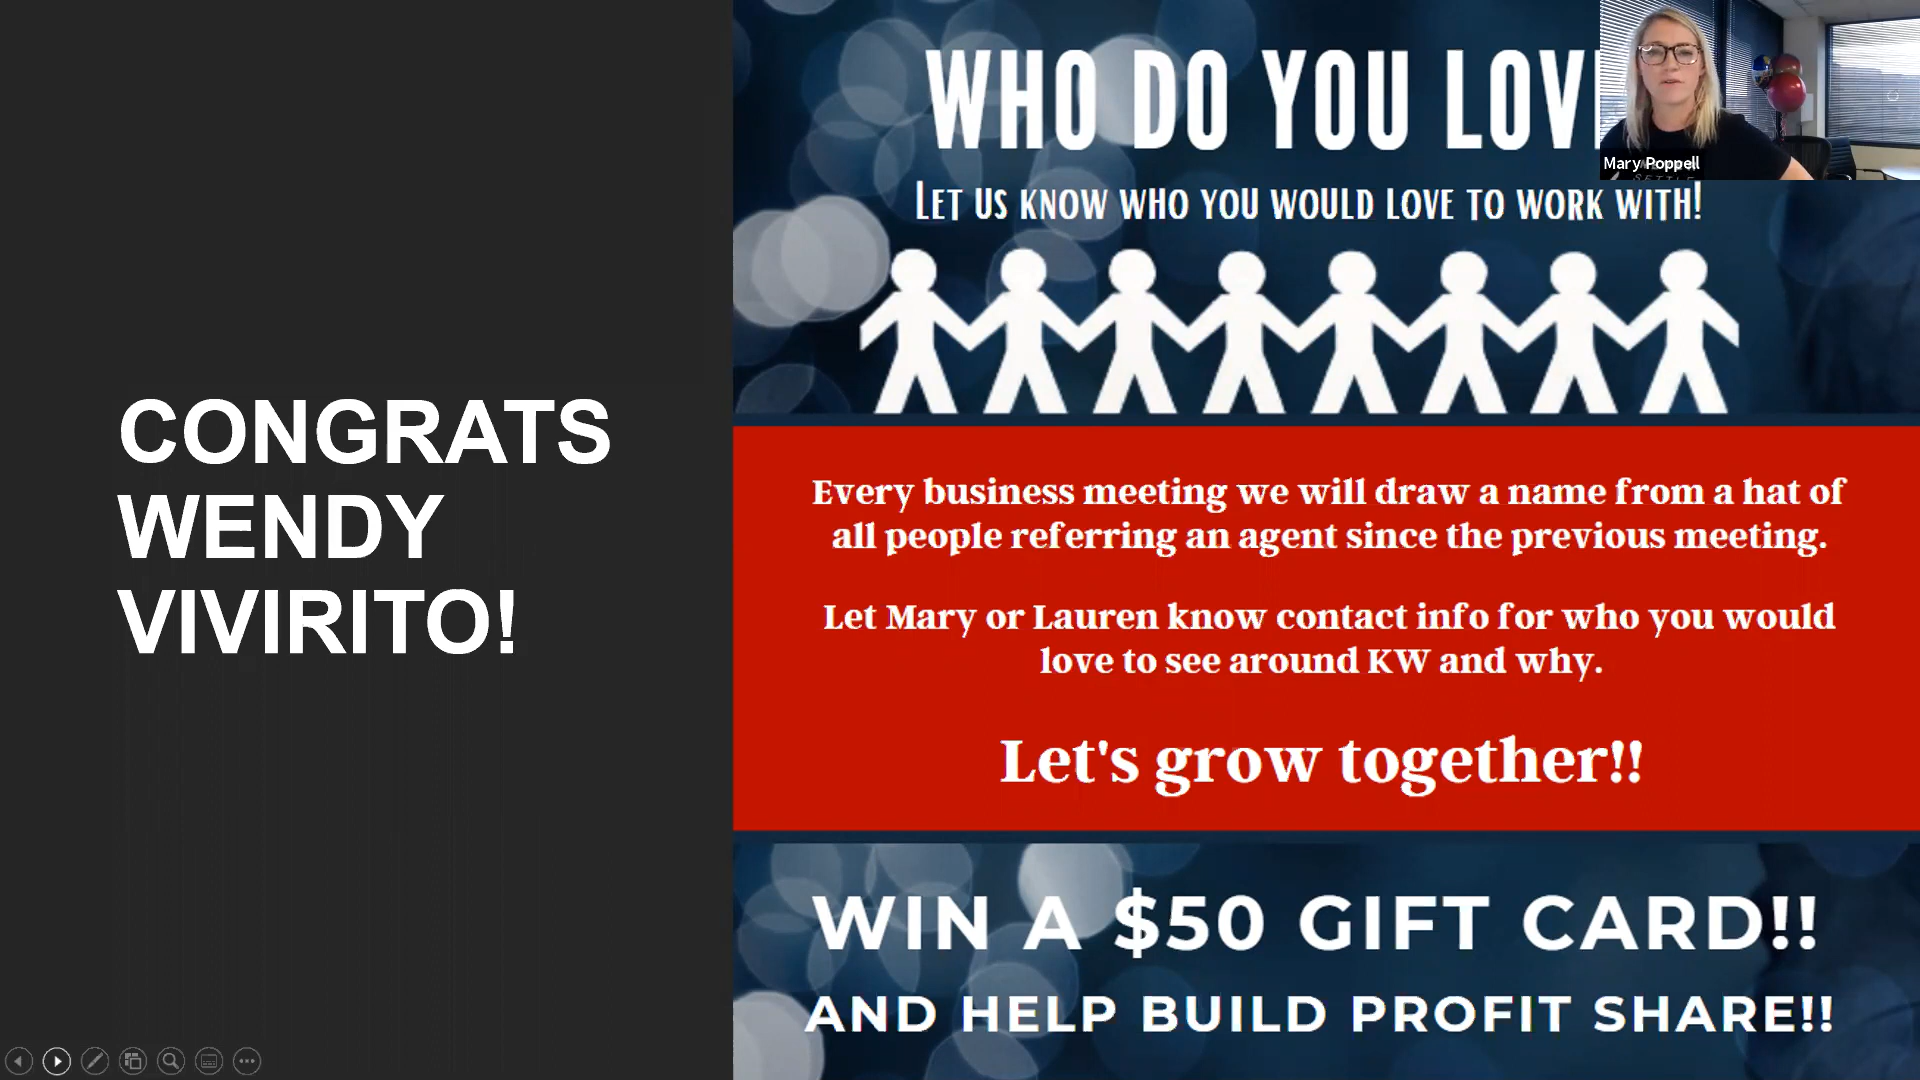 CONGRATS
WENDY
VIVIRITO!
WHO DO YOU
LET US KNOW WHO YOU WOULD LOVE TO WORK WITH!
Every business meeting we will draw a name from a hat of
all people referring an agent since the previous meeting.
Let Mary or Lauren know contact info for who you would
love to see around KW and why.
Let's grow together!!
WIN A $50 GIFT CARD!!
AND HELP BUILD PROFIT SHARE!!
Mary Poppell